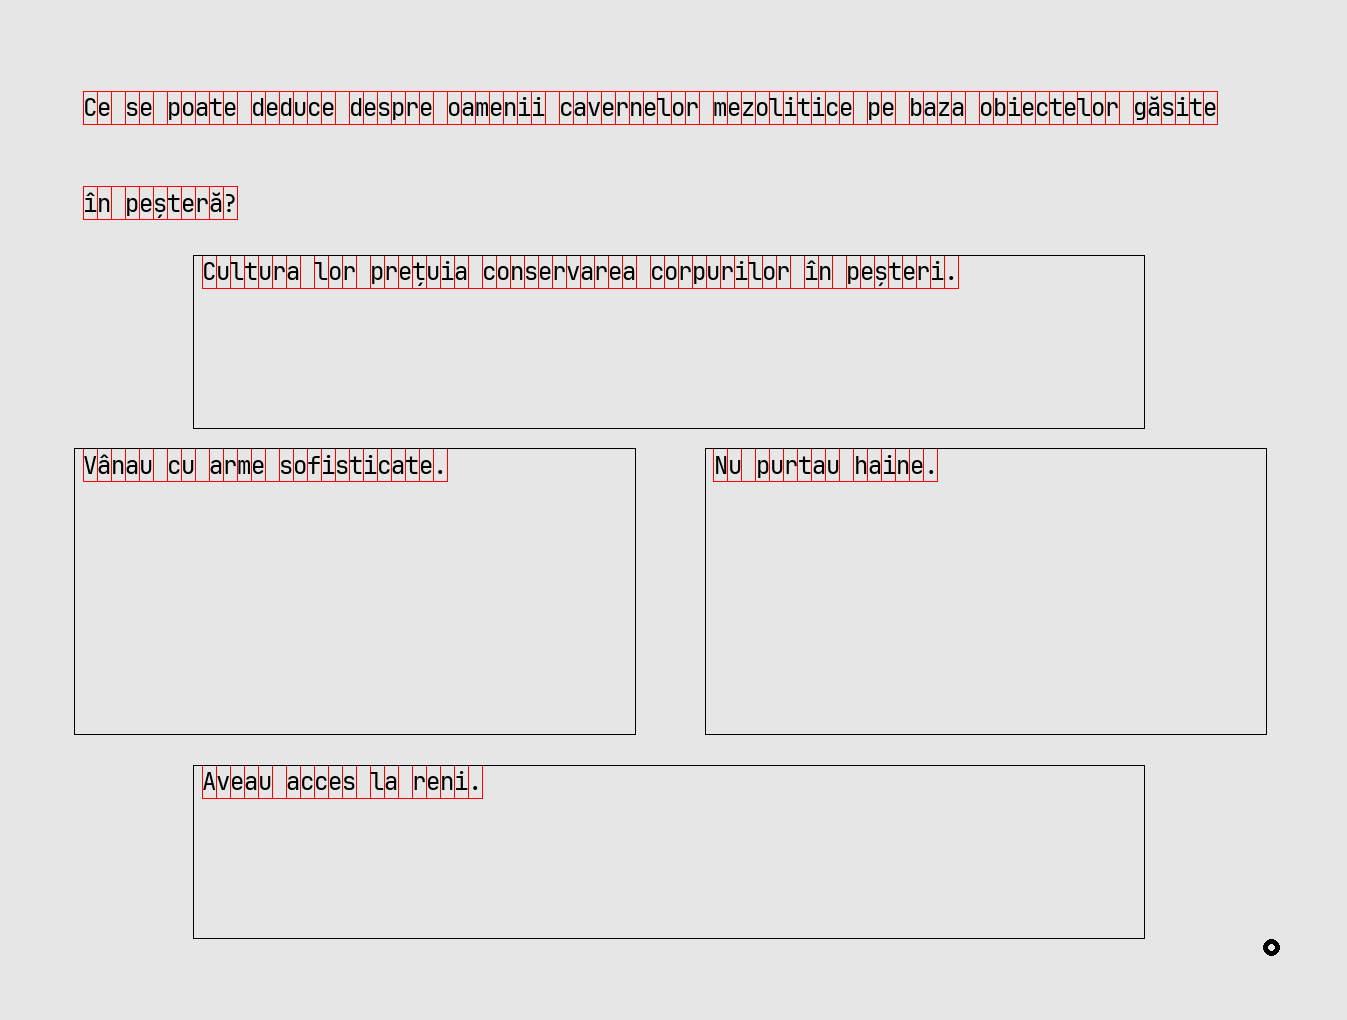 Ce se poate deduce despre oamenii cavernelor mezolitice pe baza obiectelor găsite
în peșteră?
Cultura lor prețuia conservarea corpurilor în peșteri.
Vânau cu arme sofisticate.
Nu purtau haine.
Aveau acces la reni.